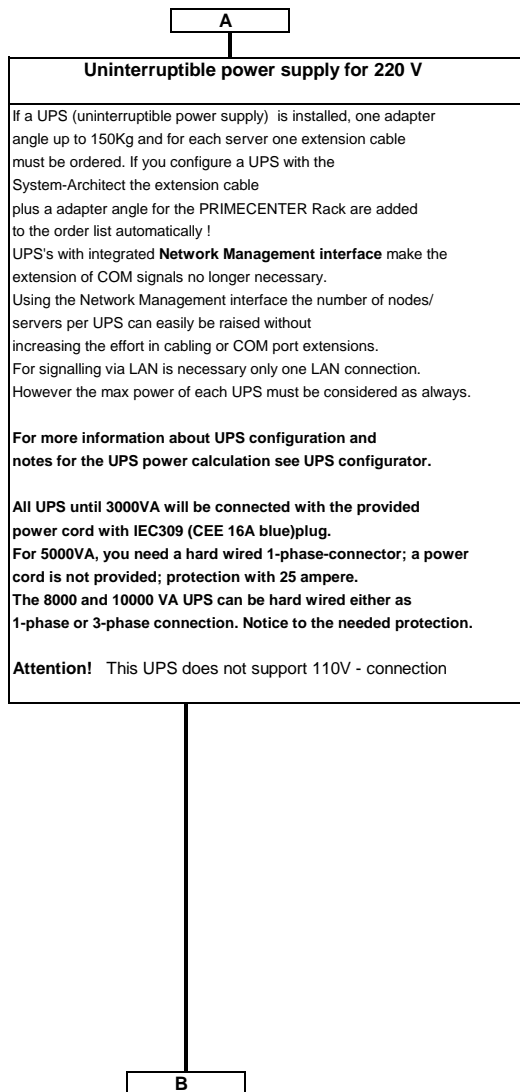 A
Uninterruptible power supply for 220 V
If a UPS (uninterruptible power supply) is installed, one adapter
angle up to 150Kg and for each server one extension cable
must be ordered. If you configure a UPS with the
System-Architect the extension cable
plus a adapter angle for the PRIMECENTER Rack are added
to the order list automatically !
UPS's with integrated Network Management interface make the
extension of COM signals no longer necessary.
Using the Network Management interface the number of nodes/
servers per UPS can easily be raised without
increasing the effort in cabling or COM port extensions.
For signalling via LAN is necessary only one LAN connection.
However the max power of each UPS must be considered as always.
For more information about UPS configuration and
notes for the UPS power calculation see UPS configurator.
All UPS until 3000VA will be connected with the provided
power cord with IEC309 (CEE 16A blue)plug.
For 5000VA, you need a hard wired 1-phase-connector; a power
cord is not provided; protection with 25 ampere.
The 8000 and 10000 VA UPS can be hard wired either as
1-phase or 3-phase connection. Notice to the needed protection.
Attention! This UPS does not support 110V - connection
B